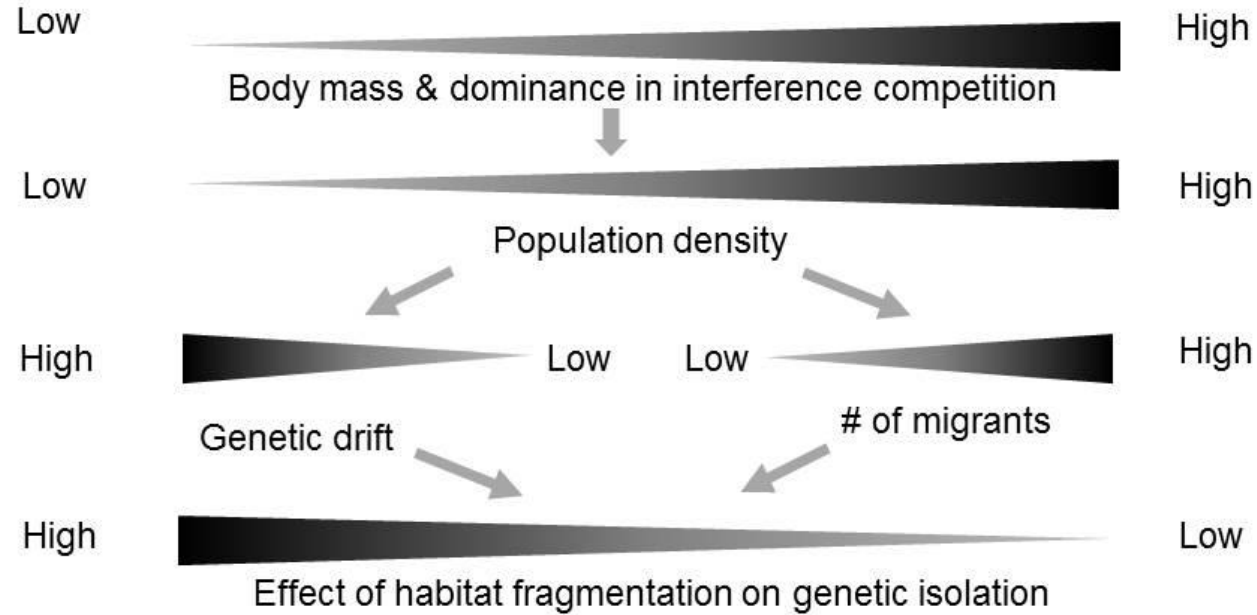 Low High
Body mass & dominance in interference competition
Low High
Population density
High Low Low High
Genetic drift # of migrants
High Low
Effect of habitat fragmentation on genetic isolation